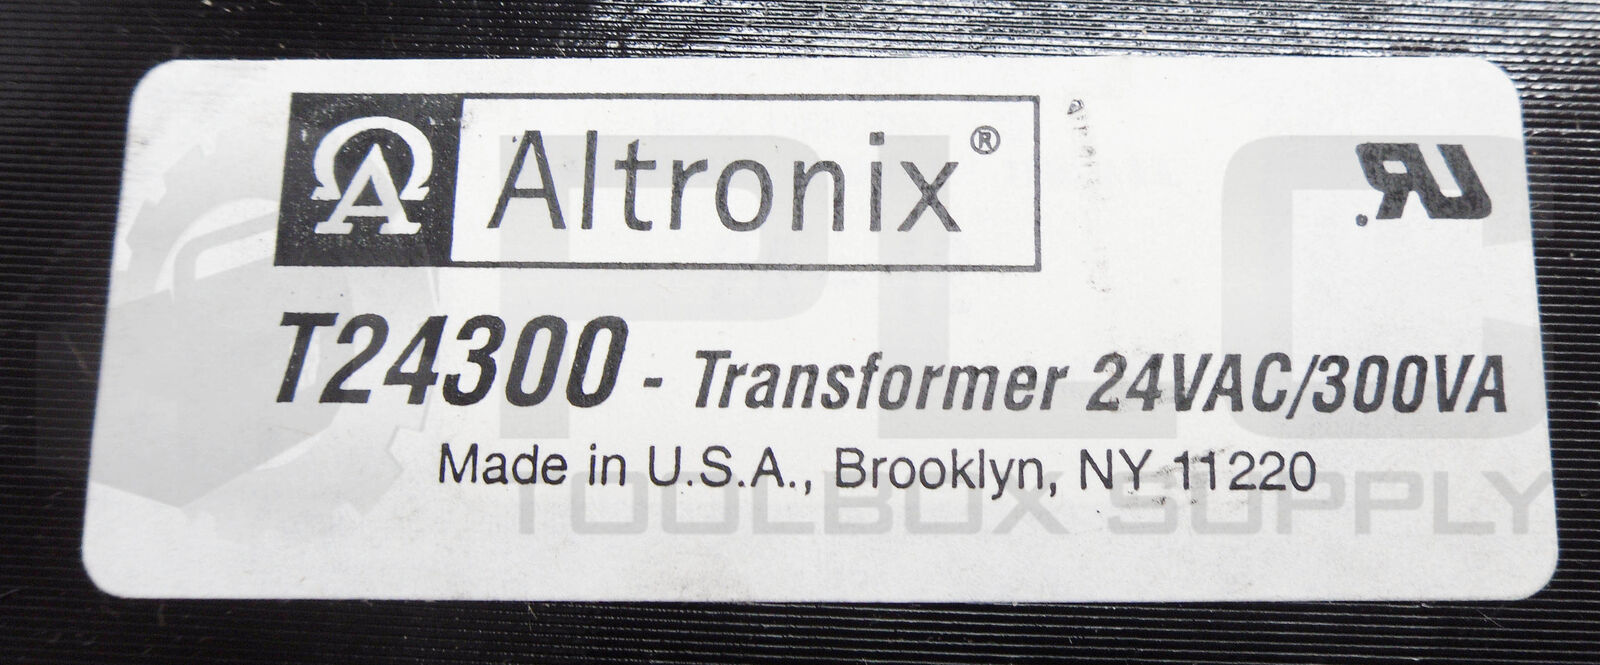 Altronix®
T24300 - Transformer 24VAC/300VA
Made in U.S.A., Brooklyn, NY 11220
PLC
TOOLBOX SUPPLY